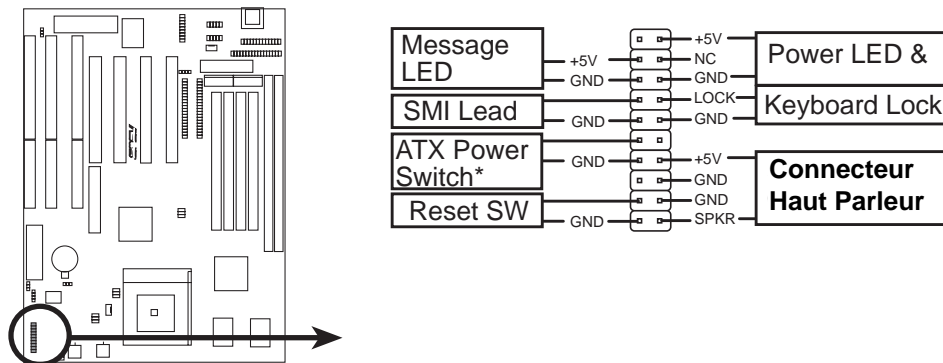 Message
LED
+5V
GND
SMI Lead
GND
ATX Power
Switch*
GND
Reset SW
GND
+5V
NC
GND
LOCK
GND
+5V
GND
GND
SPKR
Power LED &
Keyboard Lock
Connecteur
Haut Parleur